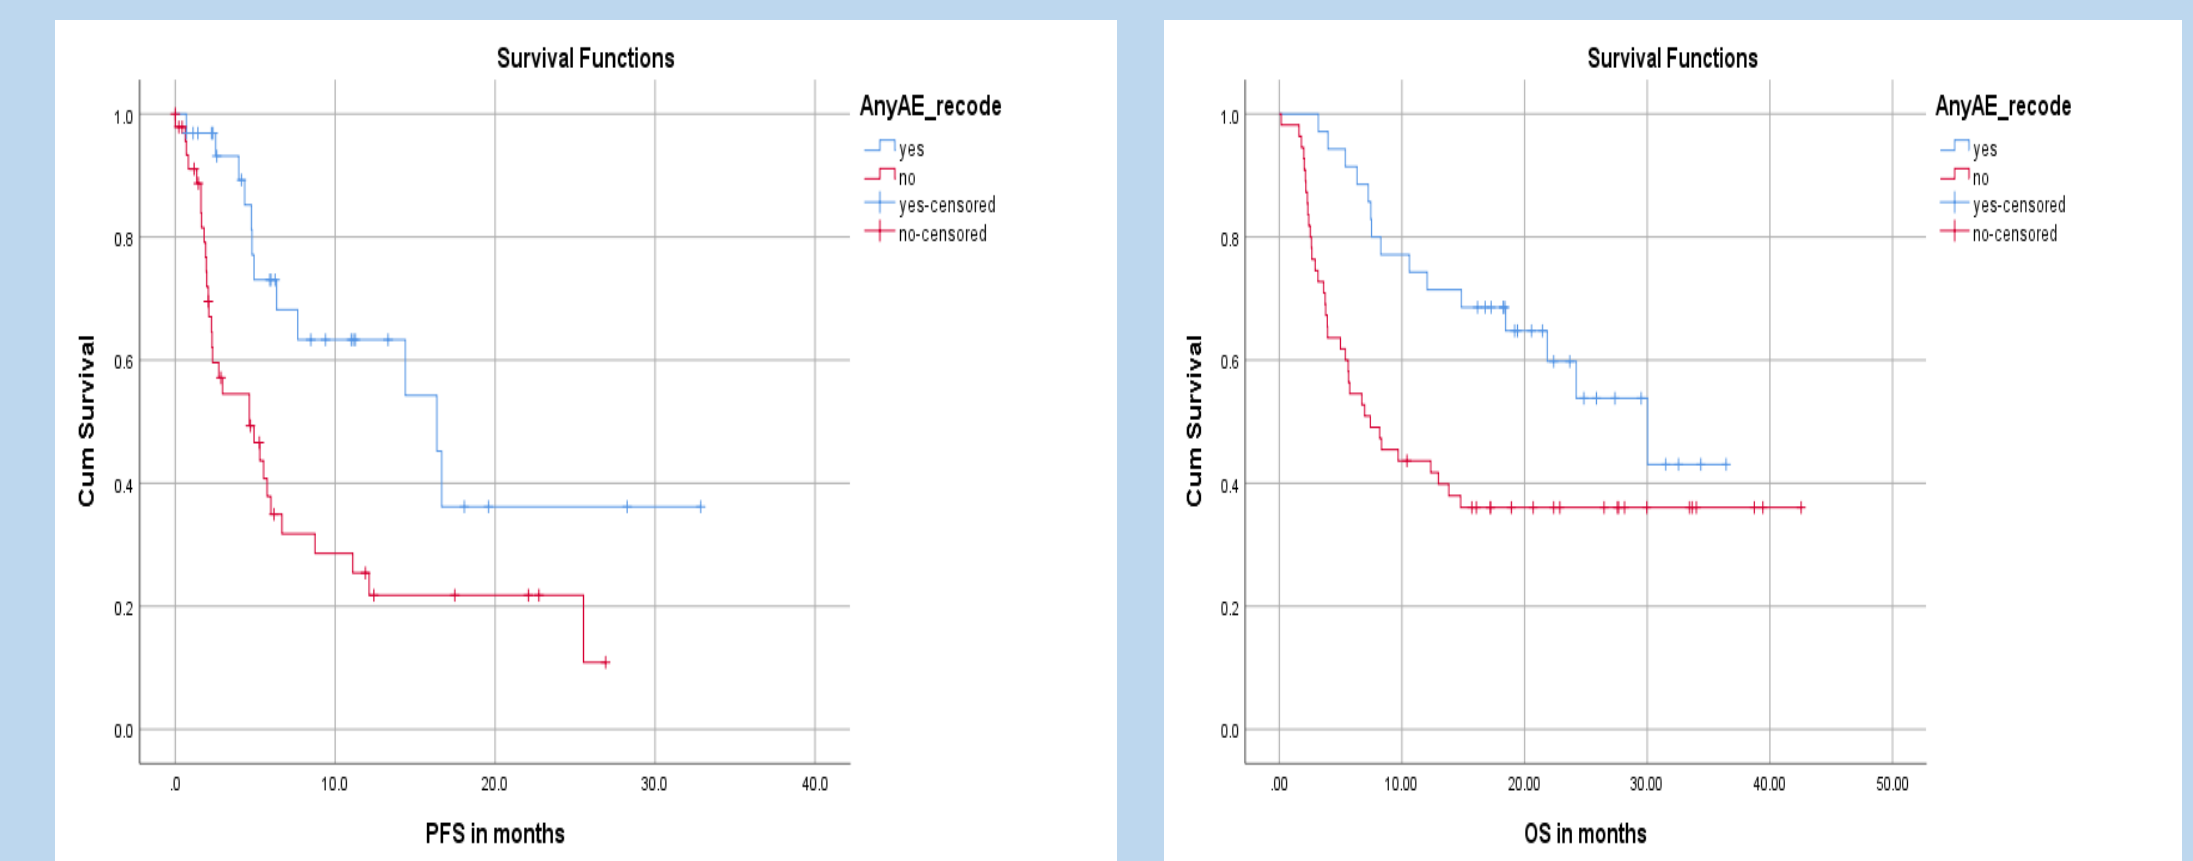 Survival Functions
Cum Survival
1.0
0.8
0.6
0.4
0.2
0.0
.0 10.0 20.0 30.0 40.0
PFS in months
AnyAE_recode
yes
no
yes-censored
no-censored
Survival Functions
Cum Survival
1.0
0.8
0.6
0.4
0.2
0.0
.00 10.00 20.00 30.00 40.00 50.00
OS in months
AnyAE_recode
yes
no
yes-censored
no-censored